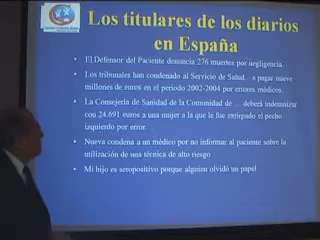 Los titulares de los diarios
en España
• El Defensor del Paciente denuncia 276 muertes por negligencia.
• Los tribunales han condenado al Servicio de Salud... a pagar nueve
millones de euros en el periodo 2002-2004 por errores médicos.
• La Consejería de Sanidad de la Comunidad de ... deberá indemnizar
con 24.691 euros a una mujer a la que le fue extirpado el pecho
izquierdo por error.
• Nueva condena a un médico por no informar al paciente sobre la
utilización de una técnica de alto riesgo
• Mi hijo es seropositivo porque alguien olvidó un papel